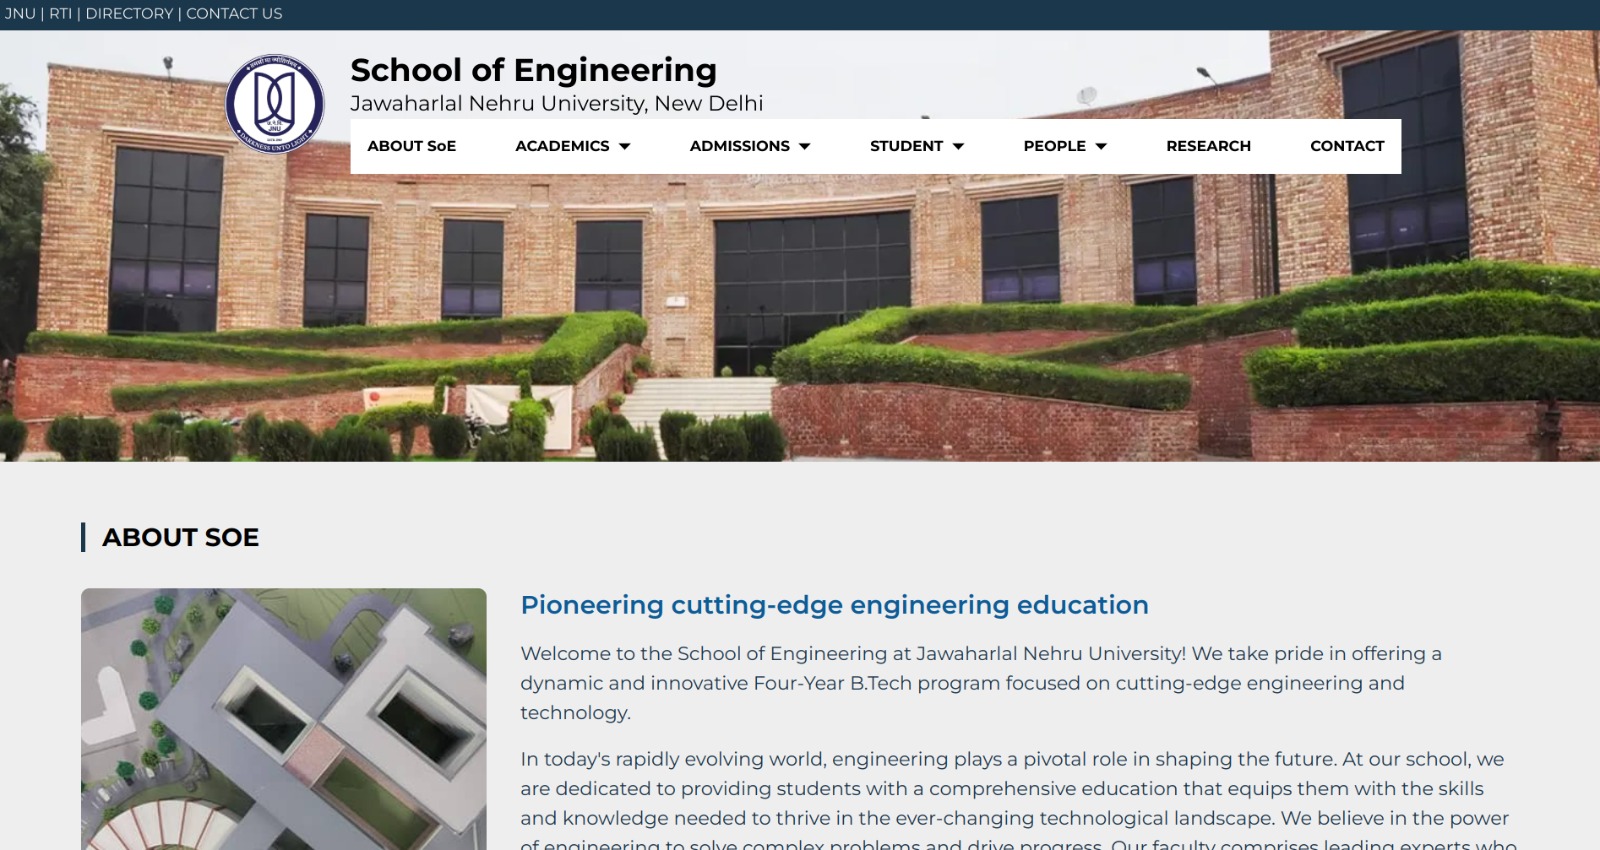 JNU | RTI | DIRECTORY | CONTACT US
School of Engineering
Jawaharlal Nehru University, New Delhi
JNU
DARKNESS UNTO LIGHT
ABOUT SoE ACADEMICS ADMISSIONS STUDENT PEOPLE RESEARCH CONTACT
ABOUT SOE
Pioneering cutting-edge engineering education
Welcome to the School of Engineering at Jawaharlal Nehru University! We take pride in offering a
dynamic and innovative Four-Year B.Tech program focused on cutting-edge engineering and
technology.
In today's rapidly evolving world, engineering plays a pivotal role in shaping the future. At our school, we
are dedicated to providing students with a comprehensive education that equips them with the skills
and knowledge needed to thrive in the ever-changing technological landscape. We believe in the power
of engineering to solve complex problems and drive progress. Our faculty comprises leading experts who